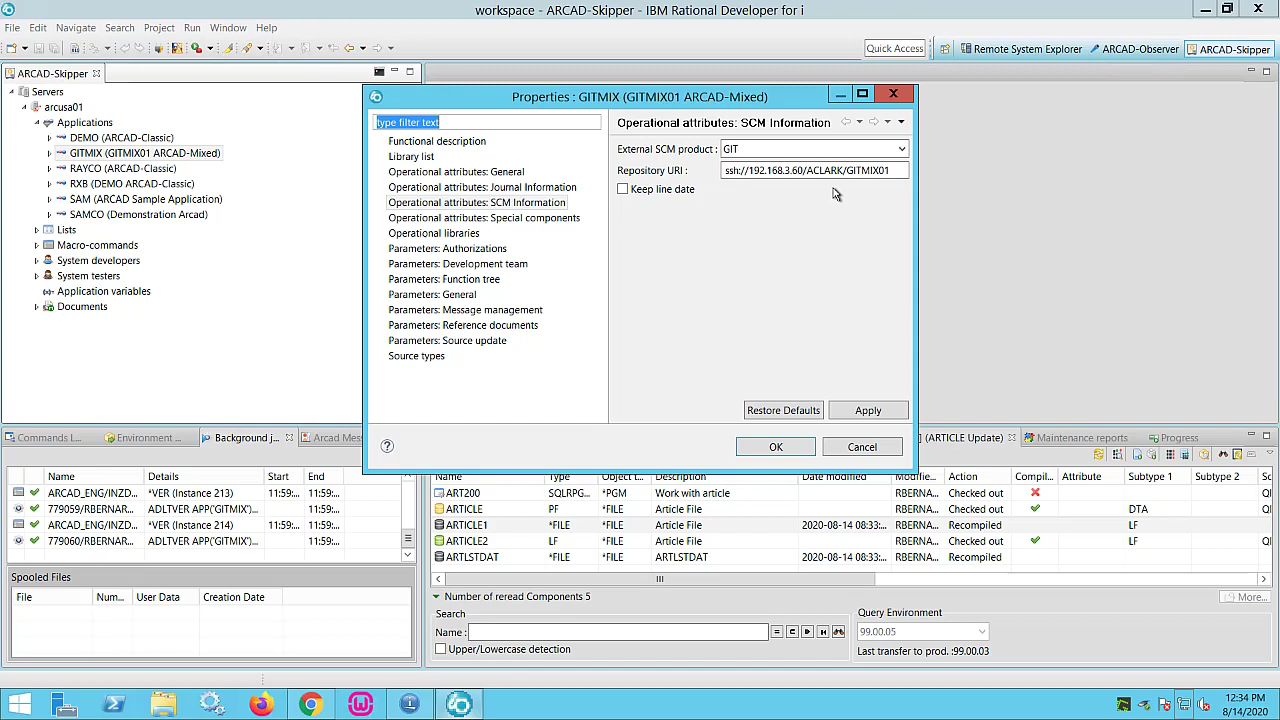 workspace - ARCAD-Skipper - IBM Rational Developer for i
File Edit Navigate Search Project Run Window Help
Quick Access
Remote System Explorer
ARCAD-Observer
ARCAD-Skipper
ARCAD-Skipper
Servers
arcusa01
Applications
DEMO (ARCAD-Classic)
GITMIX (GITMIX01 ARCAD-Mixed)
RAYCO (ARCAD-Classic)
RXB (DEMO ARCAD-Classic)
SAM (ARCAD Sample Application)
SAMCO (Demonstation Arcad)
Lists
Macro-commands
System developers
System testers
Application variables
Documents
Properties : GITMIX (GITMIX01 ARCAD-Mixed)
type filter text
Functional description
Library list
Operational attributes: General
Operational attributes: Journal Information
Operational attributes: SCM Information
Operational attributes: Special components
Operational libraries
Parameters: Authorizations
Parameters: Development team
Parameters: Function tree
Parameters: General
Parameters: Message management
Parameters: Reference documents
Parameters: Source update
Source types
Operational attributes: SCM Information
External SCM product : GIT
Repository URI : ssh://192.168.3.60/ACLARK/GITMIX01
Keep line date
Restore Defaults Apply
OK Cancel
Commands L... Environment ... Background j... Arcad Mes
Name Details Start End
ARCAD_ENG/INZD... *VER (Instance 213) 11:59:... 11:59:...
779059/RBERNAR... ADLTVER APP('GITMIX')... 11:59:... 11:59:...
ARCAD_ENG/INZD... *VER (Instance 214) 11:59:... 11:59:...
779060/RBERNAR... ADLTVER APP('GITMIX')... 11:59:... 11:59:...
Spooled Files
File Num... User Data Creation Date
(ARTICLE Update) Maintenance reports Progress
Name Type Object t... Description Date modified Modifie... Action Compil... Attribute Subtype 1 Subtype 2
ART200 SQLRPG... *PGM Work with article RBERNA... Checked out
ARTICLE PF *FILE Article File RBERNA... Checked out DTA
ARTICLE1 *FILE Article File 2020-08-14 08:33:... RBERNA... Recompiled LF
ARTICLE2 LF *FILE Article File RBERNA... Checked out LF
ARTLSTDAT *FILE ARTLSTDAT 2020-08-14 08:33:... RBERNA... Recompiled
Number of reread Components 5
More...
Search
Name :
Upper/Lowercase detection
Query Environment
99.00.05
Last transfer to prod. :99.00.03
12:34 PM
8/14/2020